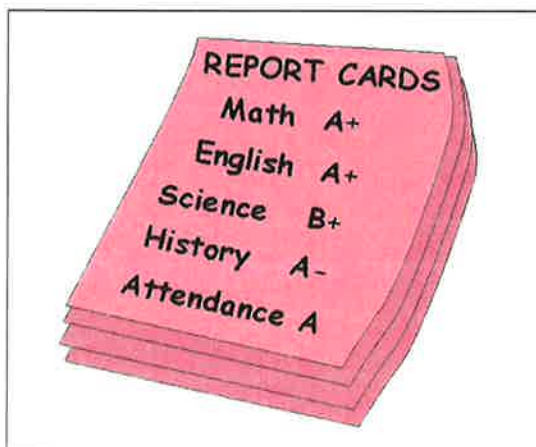 REPORT CARDS
Math A+
English A+
Science B+
History A-
Attendance A